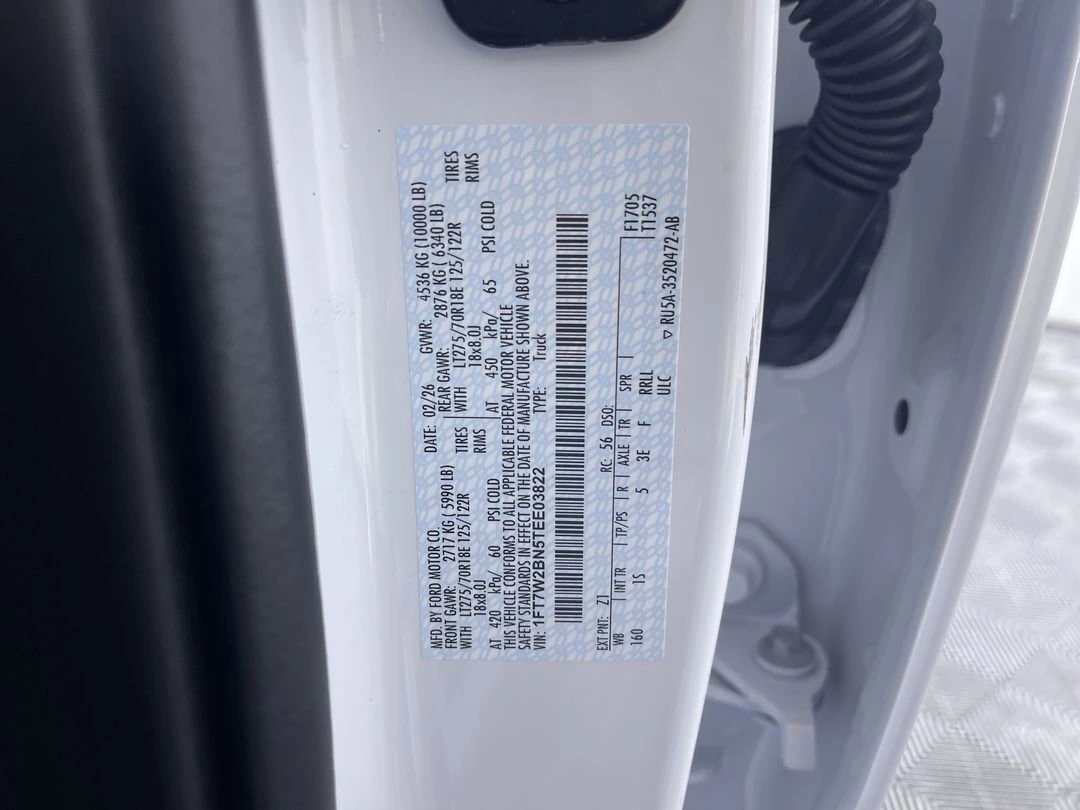 MFD. BY FORD MOTOR CO.
DATE: 02/26 GVWR: 4536 KG (10000 LB)
FRONT GAWR: 2717 KG ( 5990 LB)
REAR GAWR: 2876 KG ( 6340 LB)
WITH LT275/70R18E 125/122R TIRES
WITH LT275/70R18E 125/122R TIRES
18x8.0J RIMS
18x8.0J RIMS
AT 420 kPa/ 60 PSI COLD
AT 450 kPa/ 65 PSI COLD
THIS VEHICLE CONFORMS TO ALL APPLICABLE FEDERAL MOTOR VEHICLE
SAFETY STANDARDS IN EFFECT ON THE DATE OF MANUFACTURE SHOWN ABOVE.
VIN: 1FT7W2BN5TEE03822 TYPE: Truck
EXT PNT: Z1 RC: 56 DSO:
WB INT TR TP/PS R AXLE TR SPR F1705
160 1S 5 3E F RRLL T1537
ULC ▽ RU5A-3520472-AB